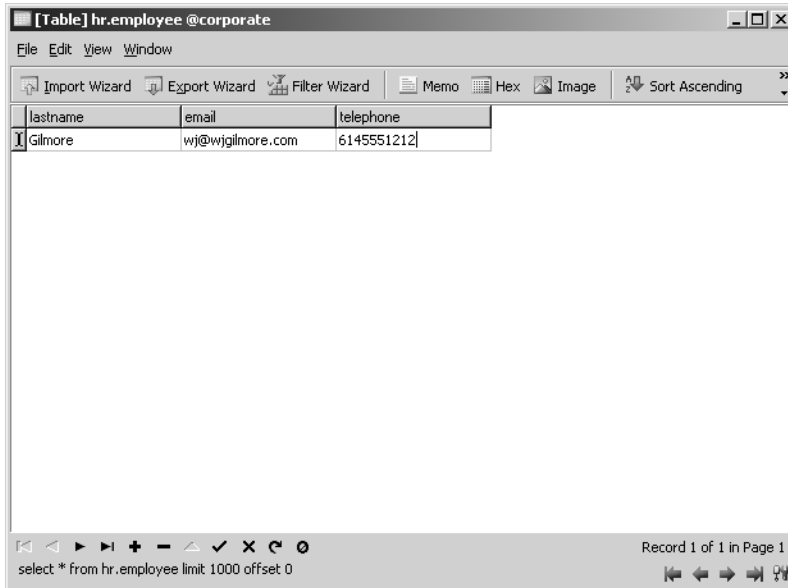 [Table] hr.employee @corporate
File Edit View Window
Import Wizard Export Wizard Filter Wizard Memo Hex Image Sort Ascending
lastname email telephone
Gilmore wj@wjgilmore.com 6145551212
Record 1 of 1 in Page 1
select * from hr.employee limit 1000 offset 0